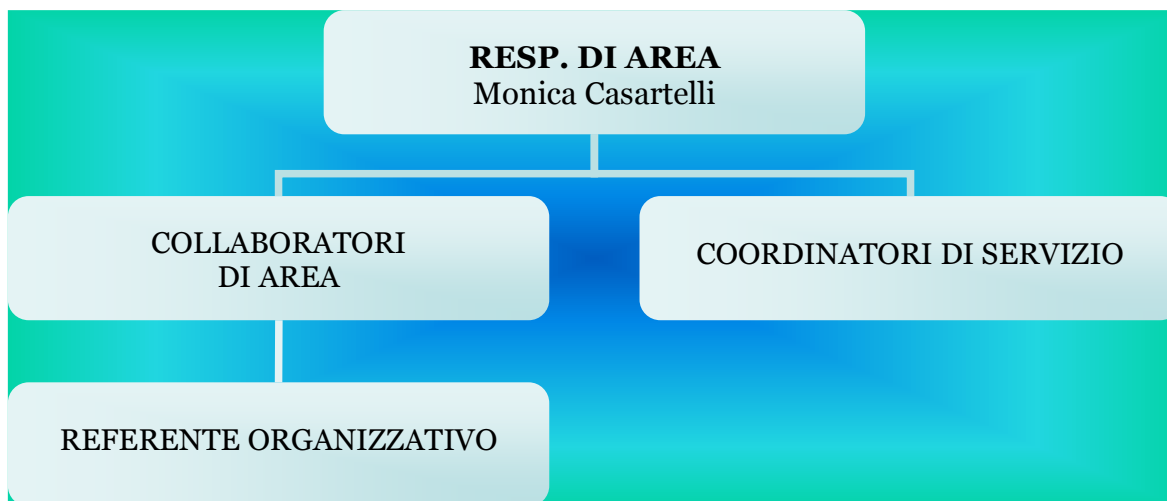 RESP. DI AREA
Monica Casartelli
COLLABORATORI
DI AREA
COORDINATORI DI SERVIZIO
REFERENTE ORGANIZZATIVO